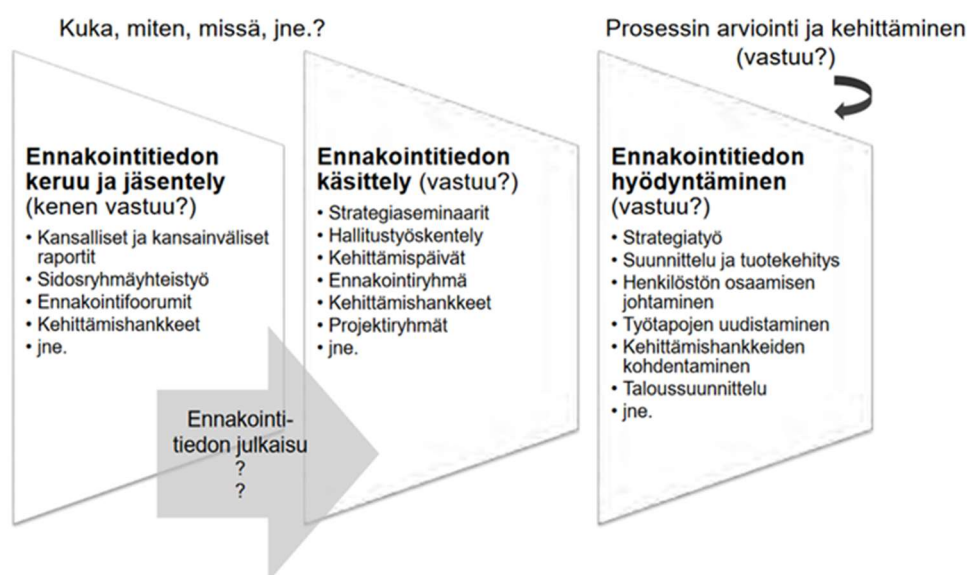 Kuka, miten, missä, jne.?
Prosessin arviointi ja kehittäminen
(vastuu?)
Ennakointitiedon
keruu ja jäsentely
(kenen vastuu?)
• Kansalliset ja kansainväliset
raportit
• Sidosryhmäyhteistyö
• Ennakointifoorumit
• Kehittämishankkeet
• jne.
Ennakointi-
tiedon julkaisu
?
?
Ennakointitiedon
käsittely (vastuu?)
• Strategiaseminaarit
• Hallitustyöskentely
• Kehittämispäivät
• Ennakointiryhmä
• Kehittämishankkeet
• Projektiryhmät
• jne.
Ennakointitiedon
hyödyntäminen
(vastuu?)
• Strategiatyö
• Suunnittelu ja tuotekehitys
• Henkilöstön osaamisen
johtaminen
• Työtapojen uudistaminen
• Kehittämishankkeiden
kohdentaminen
• Taloussuunnittelu
• jne.